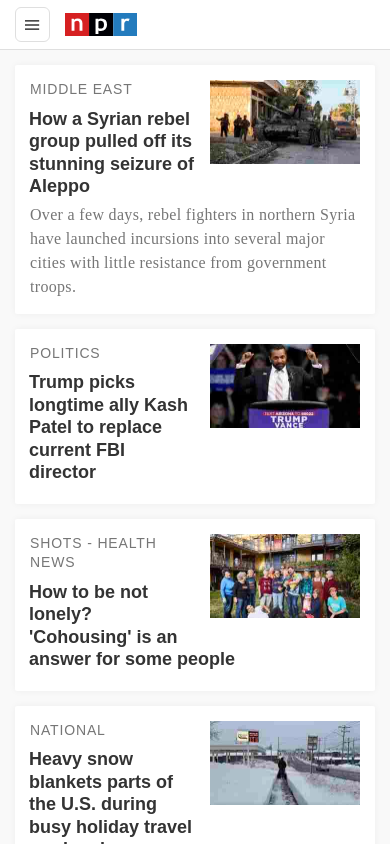 npr
MIDDLE EAST
How a Syrian rebel
group pulled off its
stunning seizure of
Aleppo
Over a few days, rebel fighters in northern Syria
have launched incursions into several major
cities with little resistance from government
troops.
POLITICS
Trump picks
longtime ally Kash
Patel to replace
current FBI
director
TRUMP
VANCE
SHOTS - HEALTH
NEWS
How to be not
lonely?
'Cohousing' is an
answer for some people
NATIONAL
Heavy snow
blankets parts of
the U.S. during
busy holiday travel